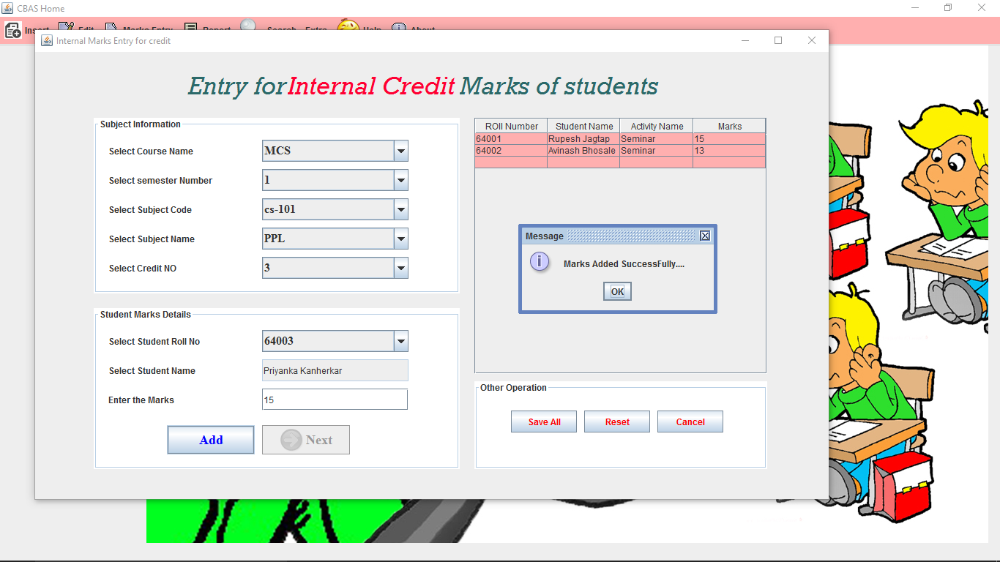 CBAS Home
Insert Edit Marks Entry Report Search Extra Help About
Internal Marks Entry for credit
Entry for Internal Credit Marks of students
Subject Information
Select Course Name MCS
Select semester Number 1
Select Subject Code cs-101
Select Subject Name PPL
Select Credit NO 3
Student Marks Details
Select Student Roll No 64003
Select Student Name Priyanka Kanherkar
Enter the Marks 15
Add Next
ROll Number Student Name Activity Name Marks
64001 Rupesh Jagtap Seminar 15
64002 Avinash Bhosale Seminar 13
Message
i Marks Added SuccessFully....
OK
Other Operation
Save All Reset Cancel